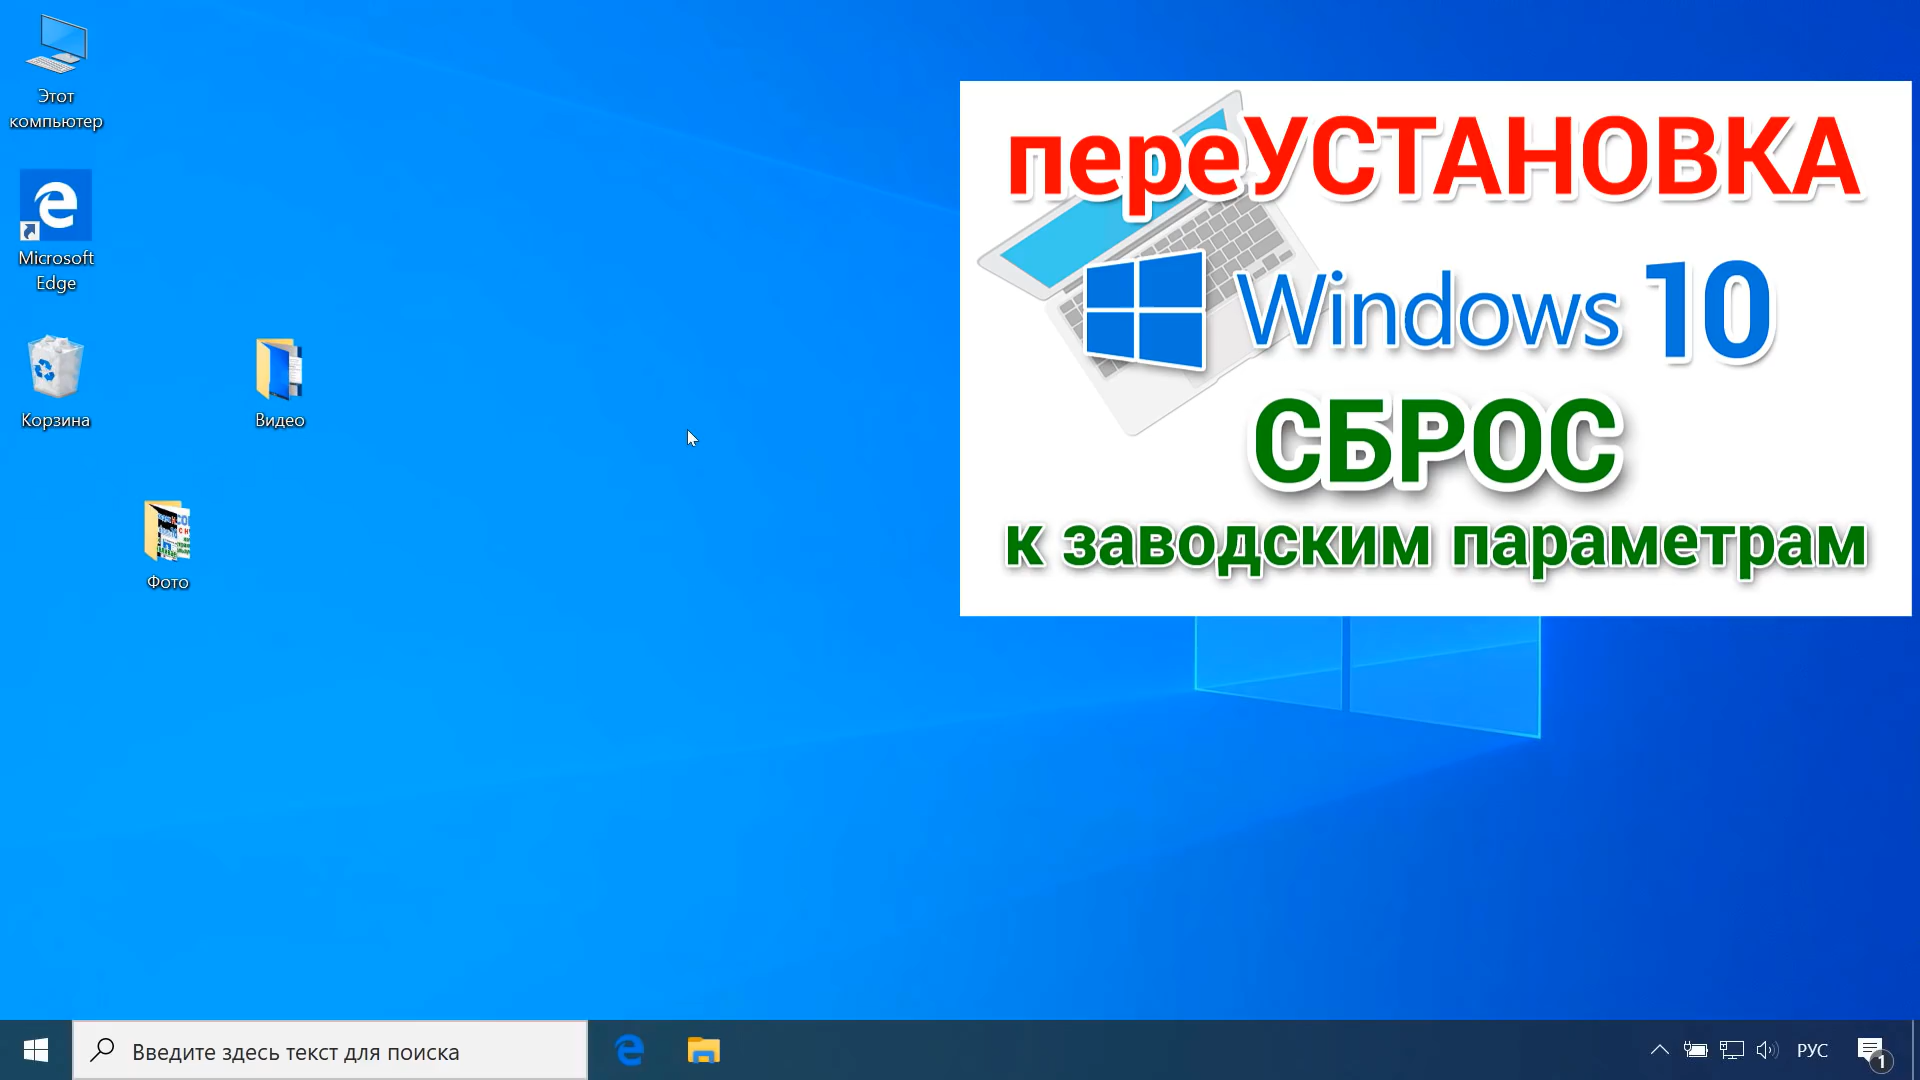 Этот
компьютер
Microsoft
Edge
Корзина
Видео
Фото
переУСТАНОВКА
Windows 10
СБРОС
к заводским параметрам
Введите здесь текст для поиска
РУС
1